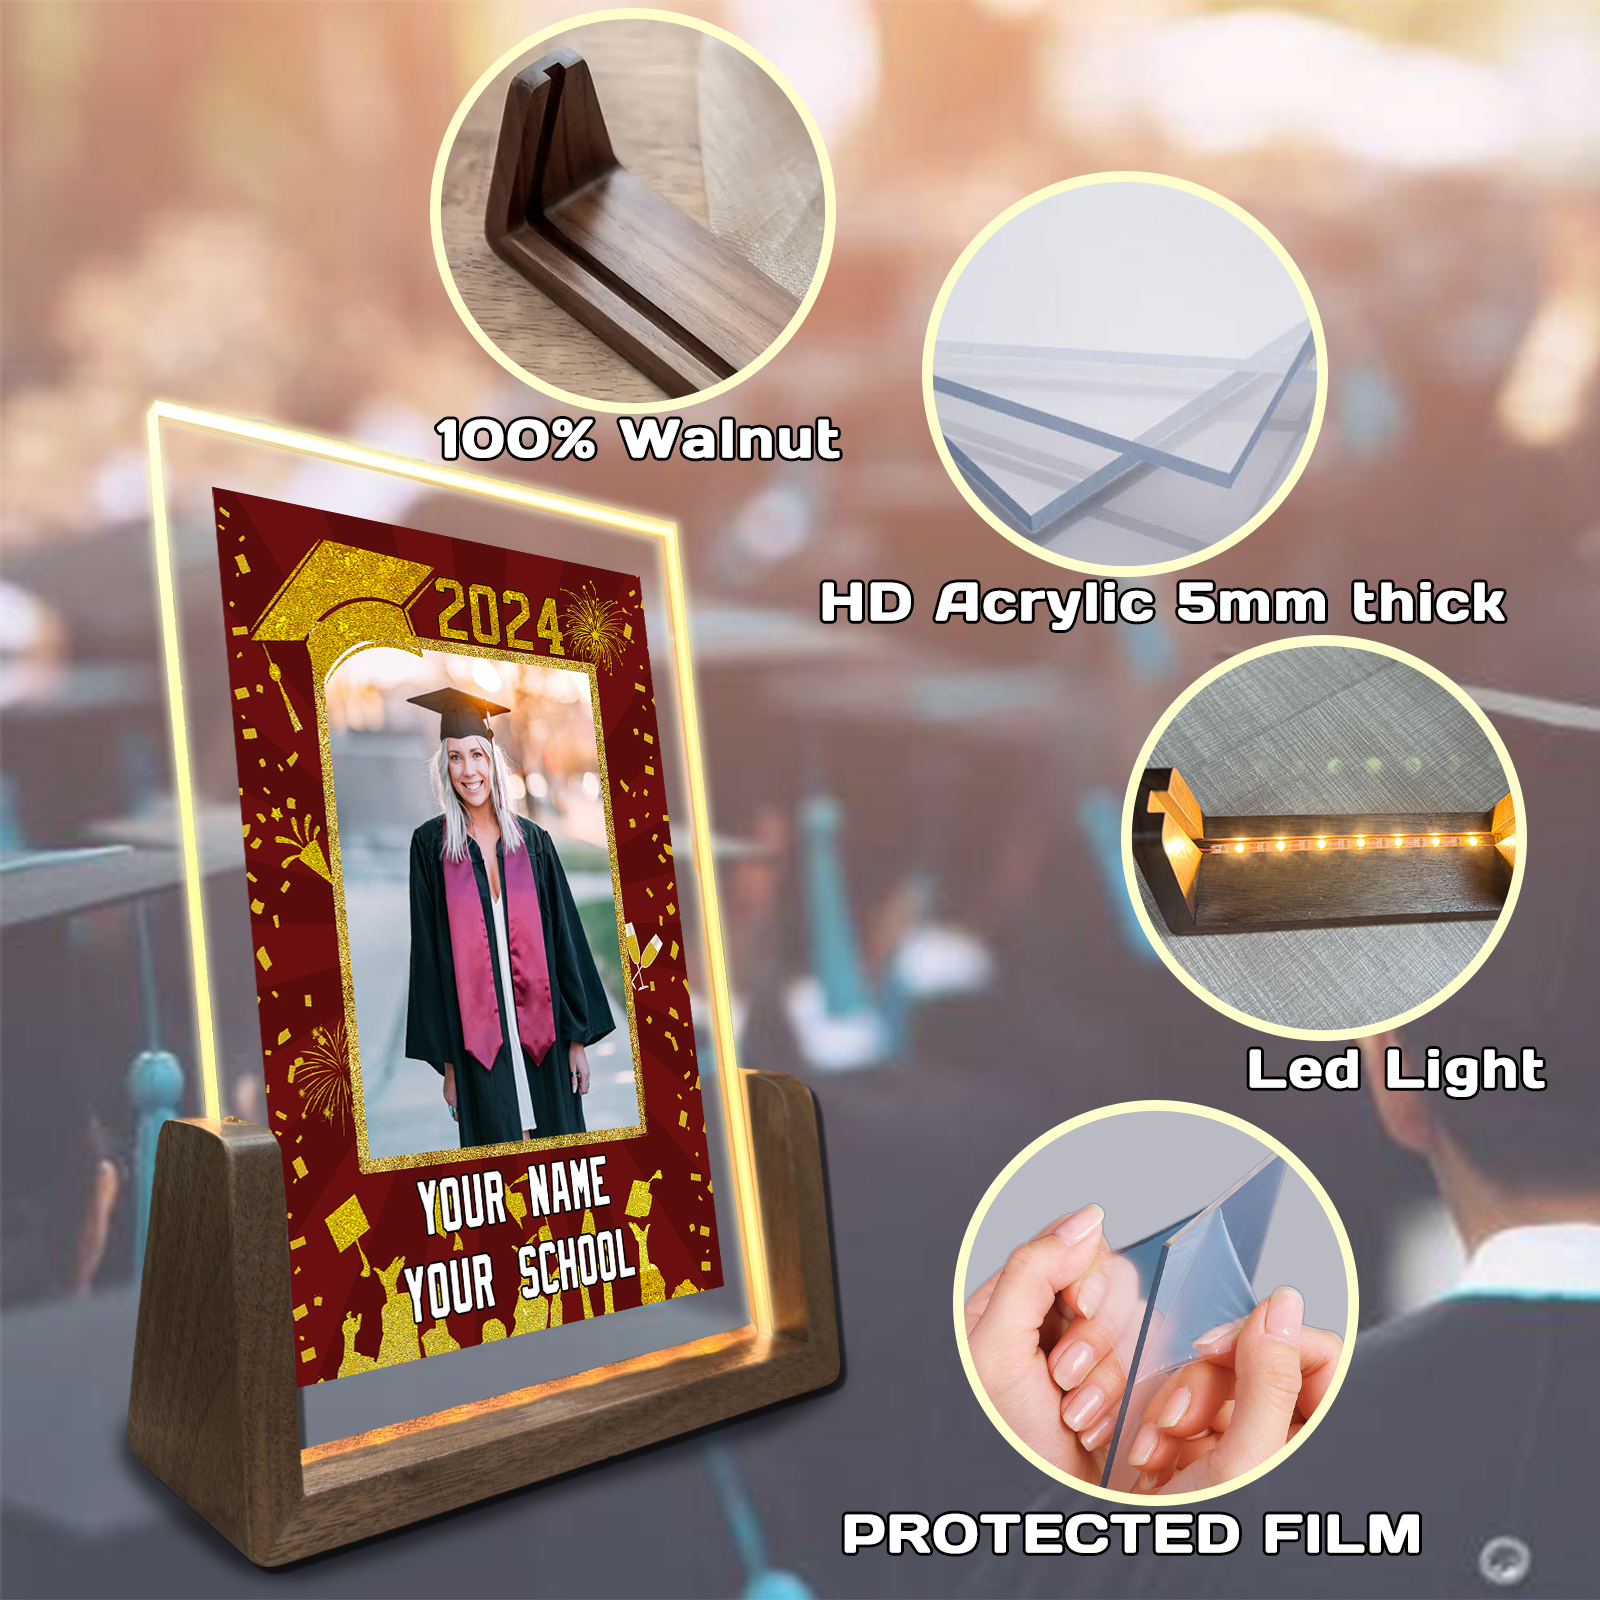 100% Walnut
HD Acrylic 5mm thick
2024
Led Light
YOUR NAME
YOUR SCHOOL
PROTECTED FILM